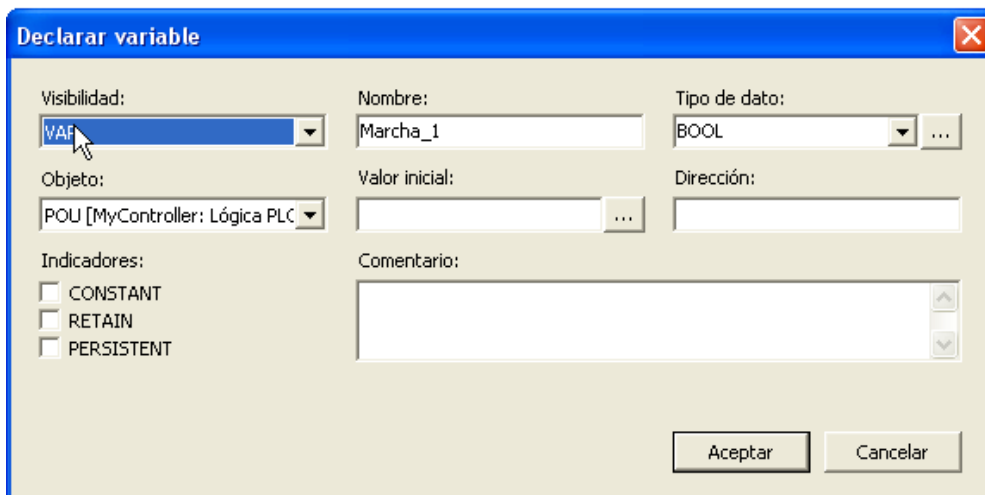 Declarar variable
Visibilidad: Nombre: Tipo de dato:
VAR Marcha_1 BOOL ...
Objeto: Valor inicial: Dirección:
POU [MyController: Lógica PLC ...
Indicadores: Comentario:
CONSTANT
RETAIN
PERSISTENT
Aceptar Cancelar